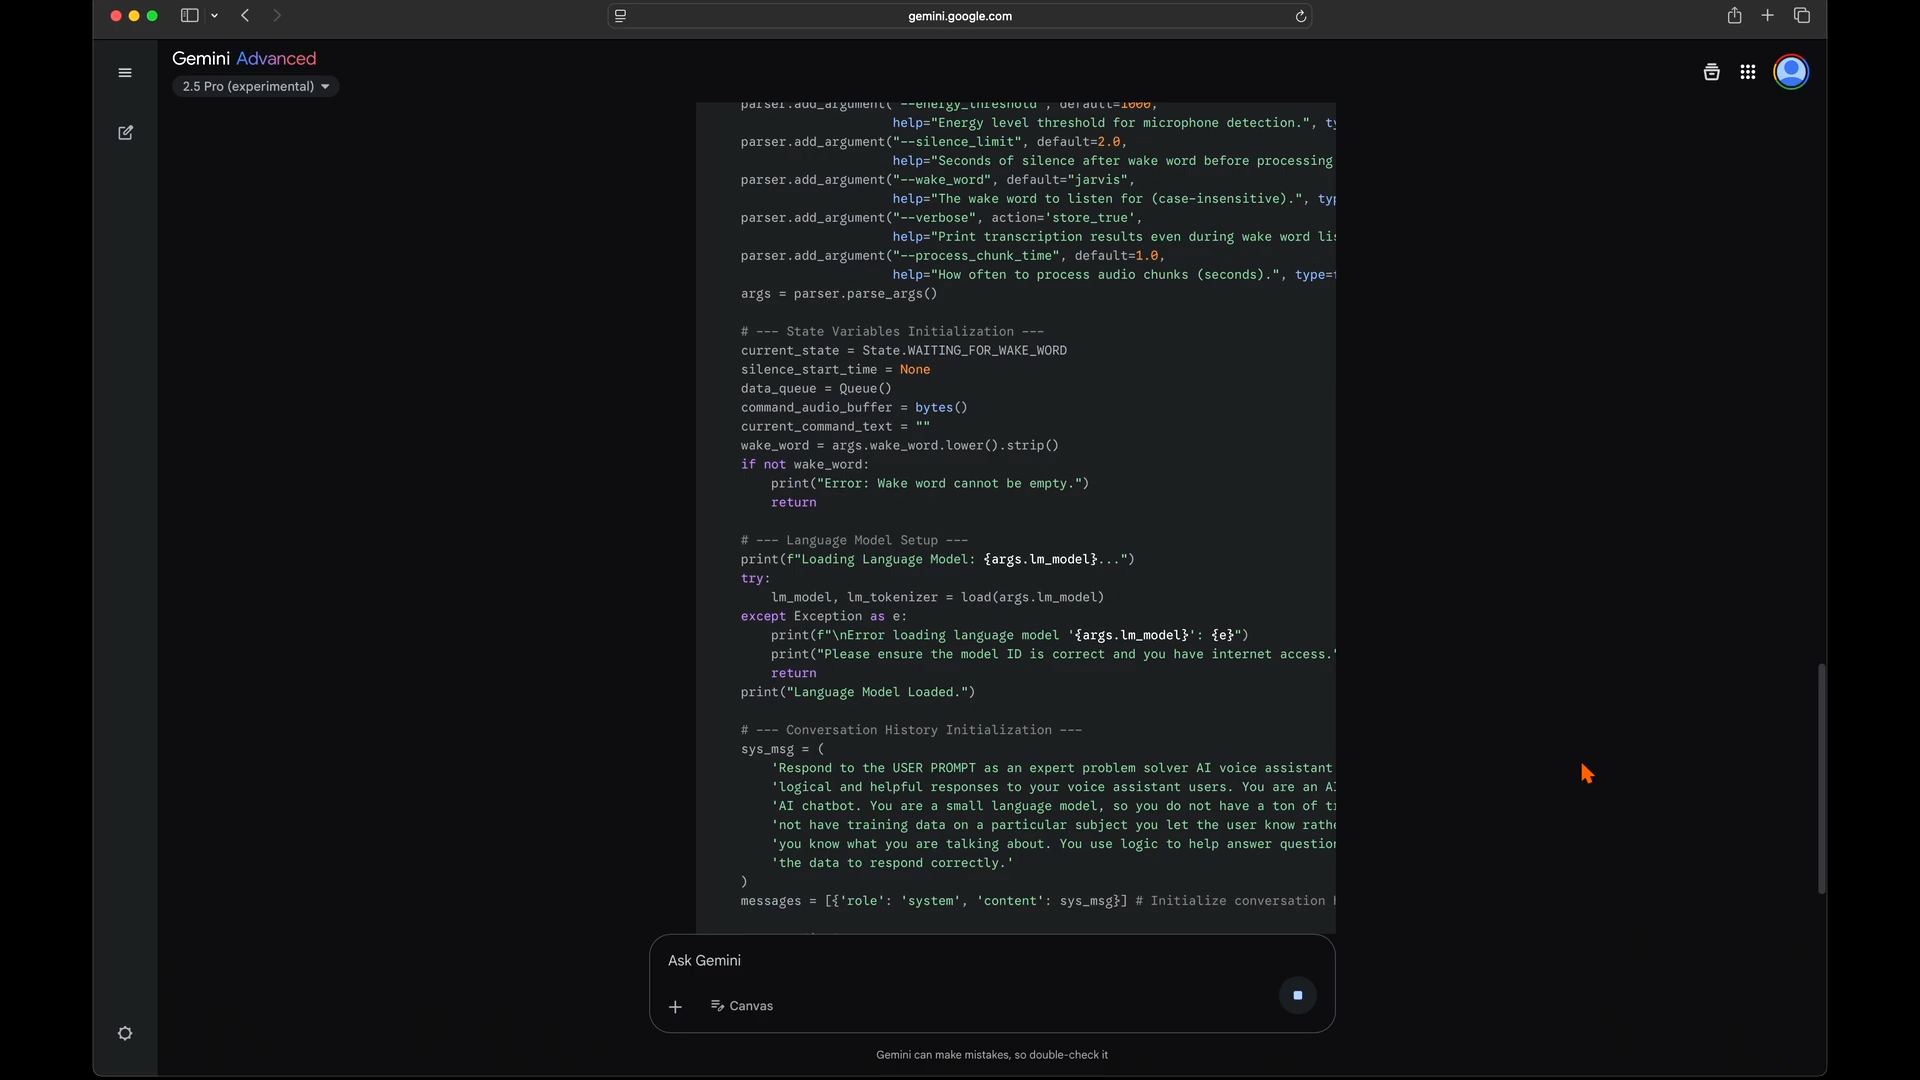 gemini.google.com
Gemini Advanced
2.5 Pro (experimental)
parser.add_argument("--energy_threshold", default=1000,
help="Energy level threshold for microphone detection.", ty
parser.add_argument("--silence_limit", default=2.0,
help="Seconds of silence after wake word before processing
parser.add_argument("--wake_word", default="jarvis",
help="The wake word to listen for (case-insensitive).", typ
parser.add_argument("--verbose", action='store_true',
help="Print transcription results even during wake word lis
parser.add_argument("--process_chunk_time", default=1.0,
help="How often to process audio chunks (seconds).", type=f
args = parser.parse_args()
# --- State Variables Initialization ---
current_state = State.WAITING_FOR_WAKE_WORD
silence_start_time = None
data_queue = Queue()
command_audio_buffer = bytes()
current_command_text = ""
wake_word = args.wake_word.lower().strip()
if not wake_word:
print("Error: Wake word cannot be empty.")
return
# --- Language Model Setup ---
print(f"Loading Language Model: {args.lm_model}...")
try:
lm_model, lm_tokenizer = load(args.lm_model)
except Exception as e:
print(f"\nError loading language model '{args.lm_model}': {e}")
print("Please ensure the model ID is correct and you have internet access."
return
print("Language Model Loaded.")
# --- Conversation History Initialization ---
sys_msg = (
'Respond to the USER PROMPT as an expert problem solver AI voice assistant
'logical and helpful responses to your voice assistant users. You are an AI
'AI chatbot. You are a small language model, so you do not have a ton of tr
'not have training data on a particular subject you let the user know rathe
'you know what you are talking about. You use logic to help answer question
'the data to respond correctly.'
)
messages = [{'role': 'system', 'content': sys_msg}] # Initialize conversation h
Ask Gemini
Canvas
Gemini can make mistakes, so double-check it